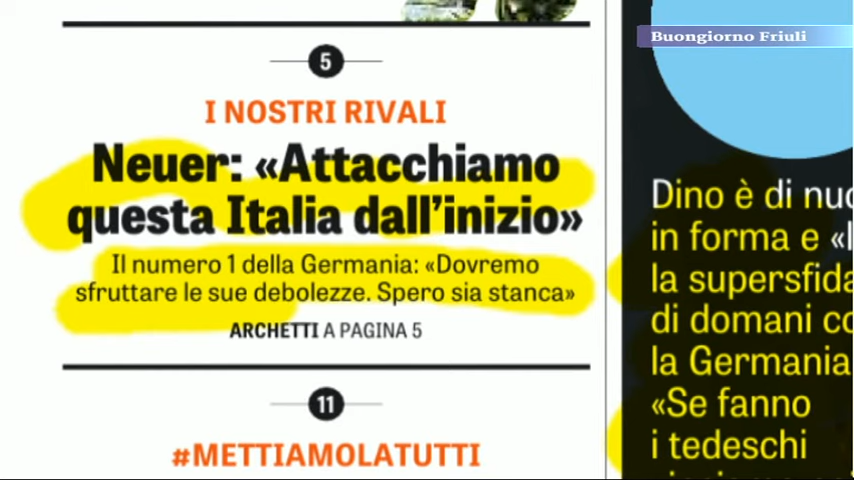 Buongiorno Friuli
5
I NOSTRI RIVALI
Neuer: «Attacchiamo
questa Italia dall'inizio»
Il numero 1 della Germania: «Dovremo
sfruttare le sue debolezze. Spero sia stanca»
ARCHETTI A PAGINA 5
11
#METTIAMOLATUTTI
Dino è di nuo
in forma e «l
la supersfida
di domani co
la Germania
«Se fanno
i tedeschi